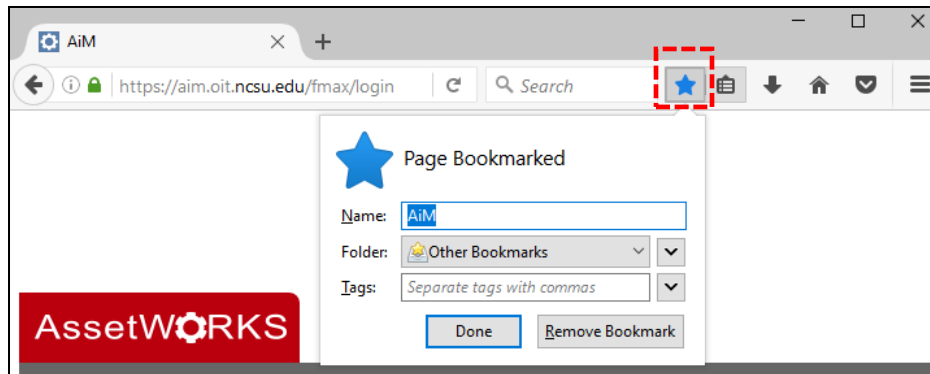 AiM
https://aim.oit.ncsu.edu/fmax/login
Search
Page Bookmarked
Name: AiM
Folder: Other Bookmarks
Tags: Separate tags with commas
Done Remove Bookmark
AssetWORKS